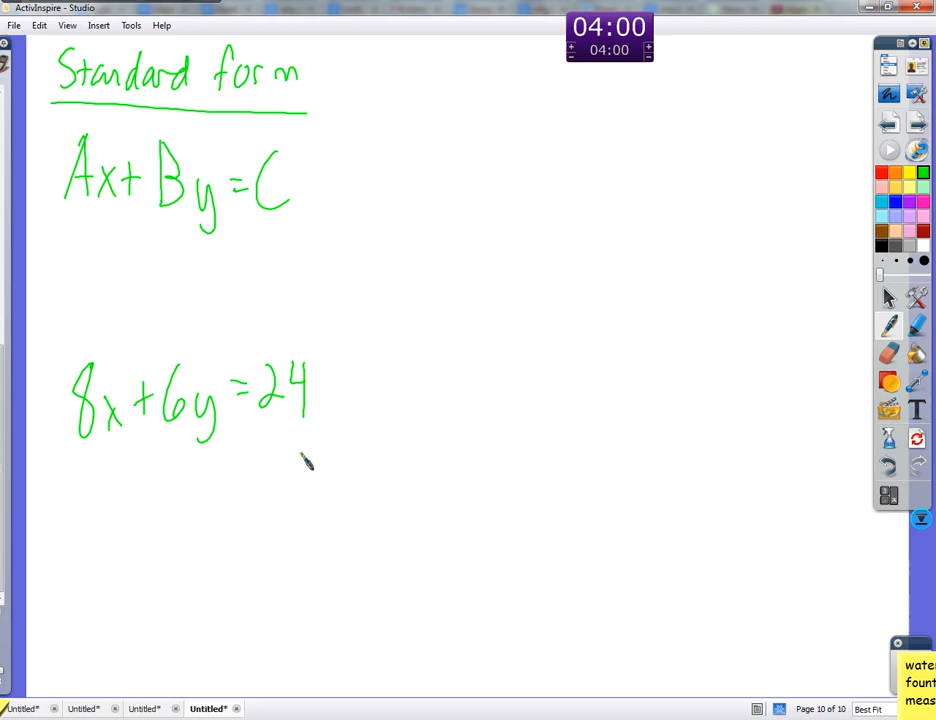 ActivInspire - Studio
04:00
File Edit View Insert Tools Help
04:00
Standard form
Ax+By=C
8x+6y=24
wate
fount
meas
Untitled* Untitled* Untitled* Untitled* Page 10 of 10 Best Fit